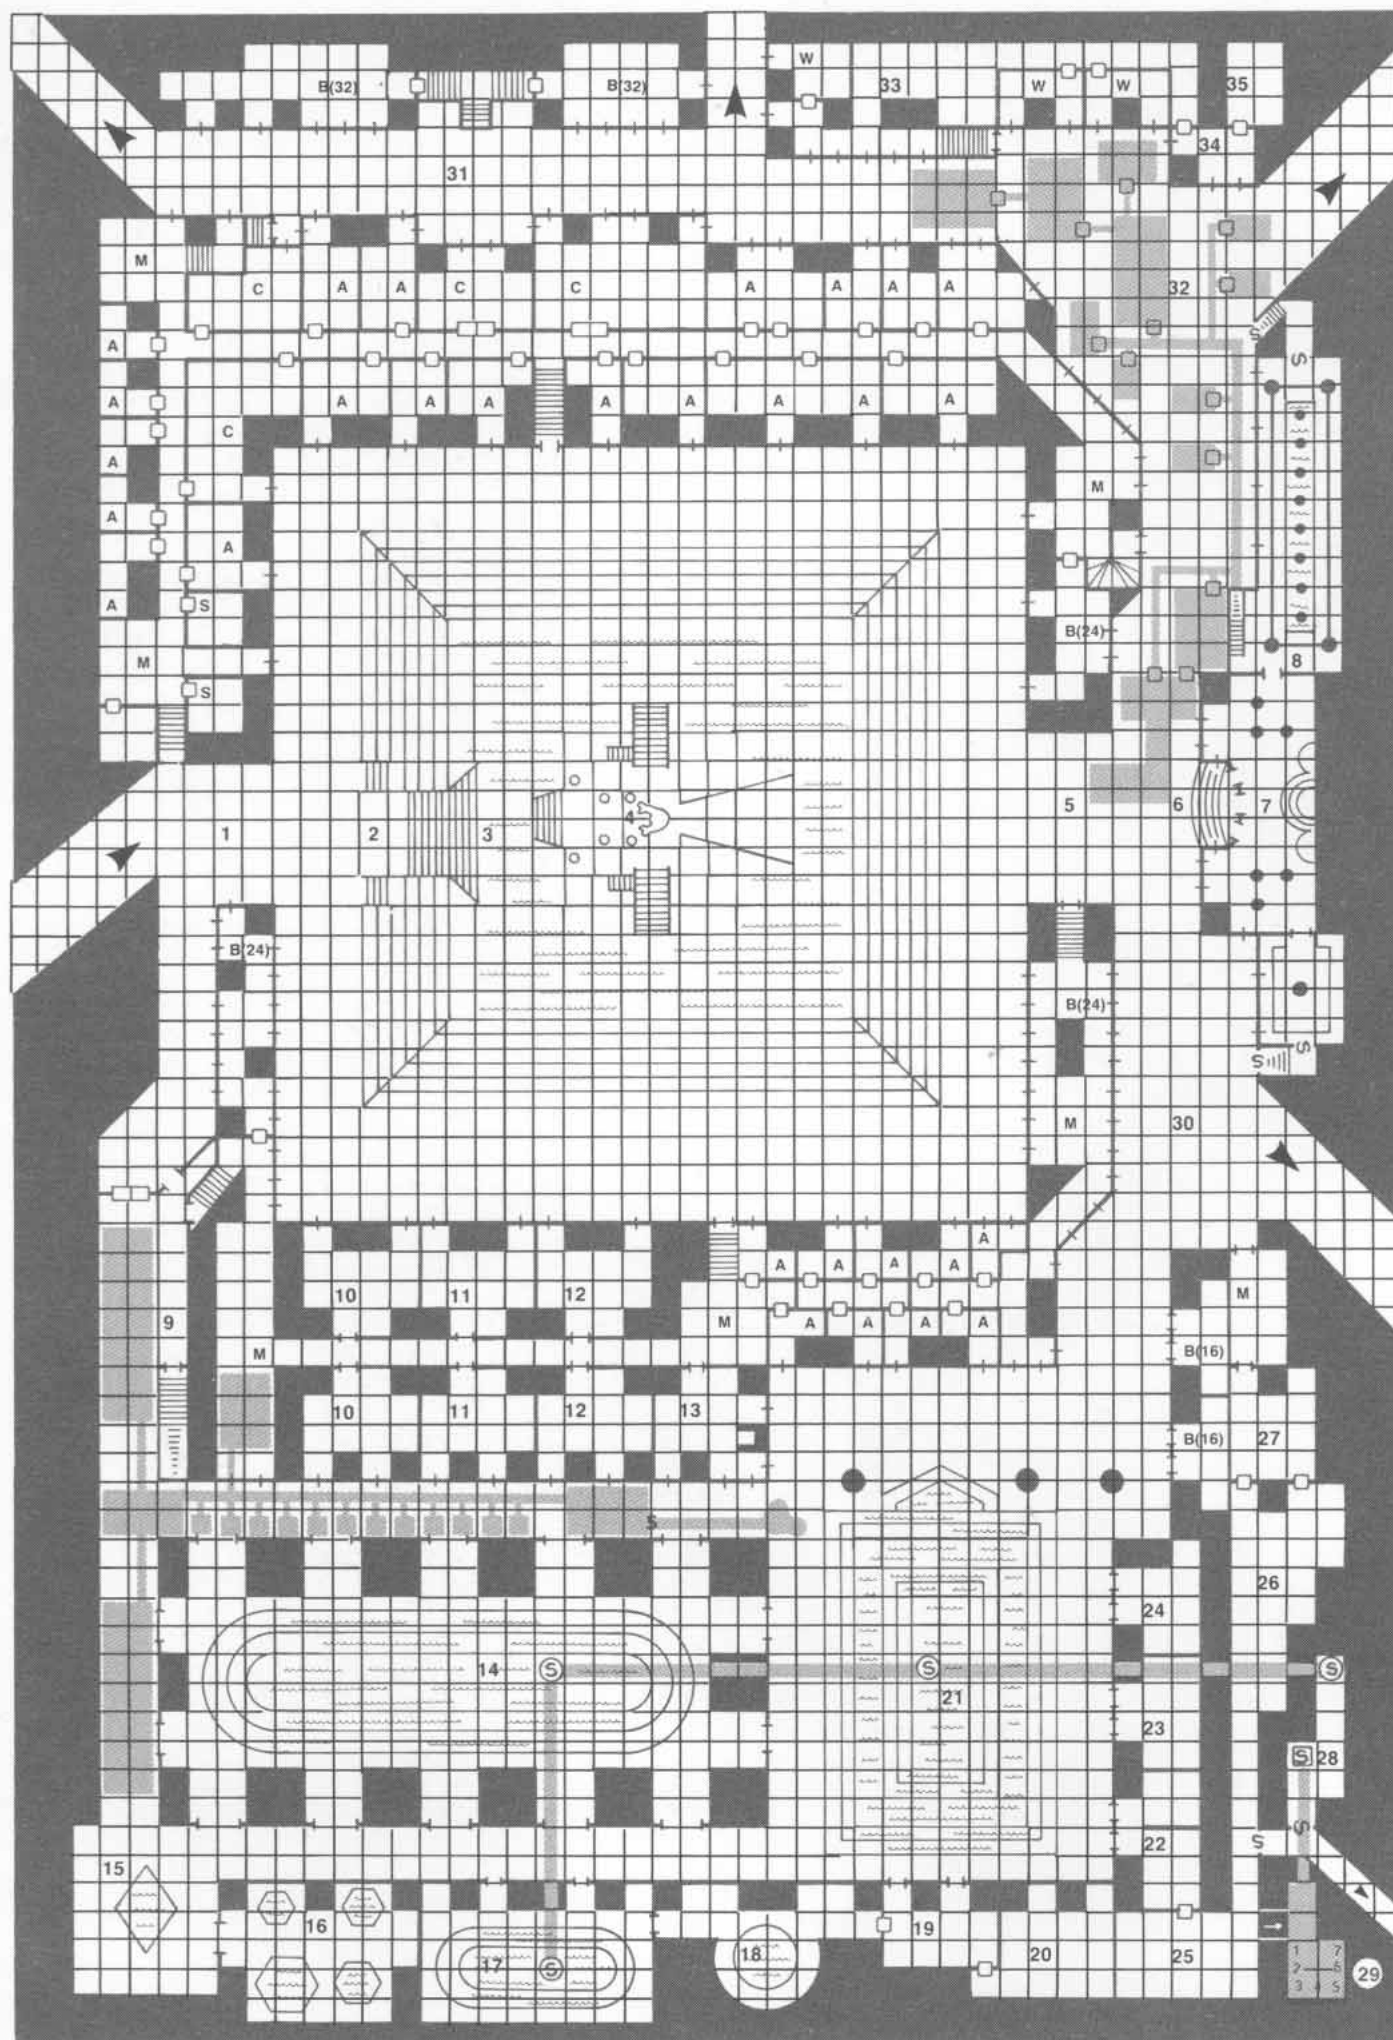 B(32) B(32) W 33 W W 35
34
31
M
C A A C C A A A A 32
A
A A A A A A A A A
C
A
M
A
A
A S
B(24)
M S 8
S
S
4
1 2 3 5 6 7
B(24)
B(24)
S
S
M 30
A
A A A A
10 11 12 M
9 M A A A A
M B(16)
10 11 12 13
B(16) 27
S
26
24
14 S S 21 S
23
S 28
22 S S
15
16 19
17 S 18 20 25
1 7
2 6 29
3 4 5